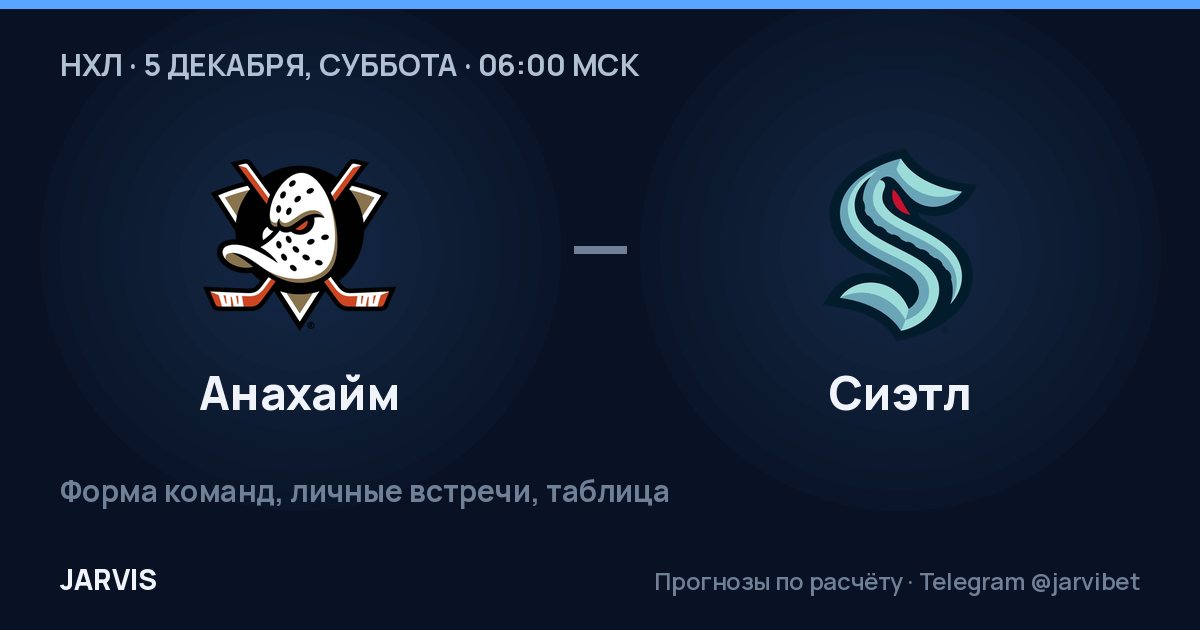 НХЛ · 5 ДЕКАБРЯ, СУББОТА · 06:00 МСК
Анахайм
—
Сиэтл
Форма команд, личные встречи, таблица
JARVIS
Прогнозы по расчёту · Telegram @jarvibet